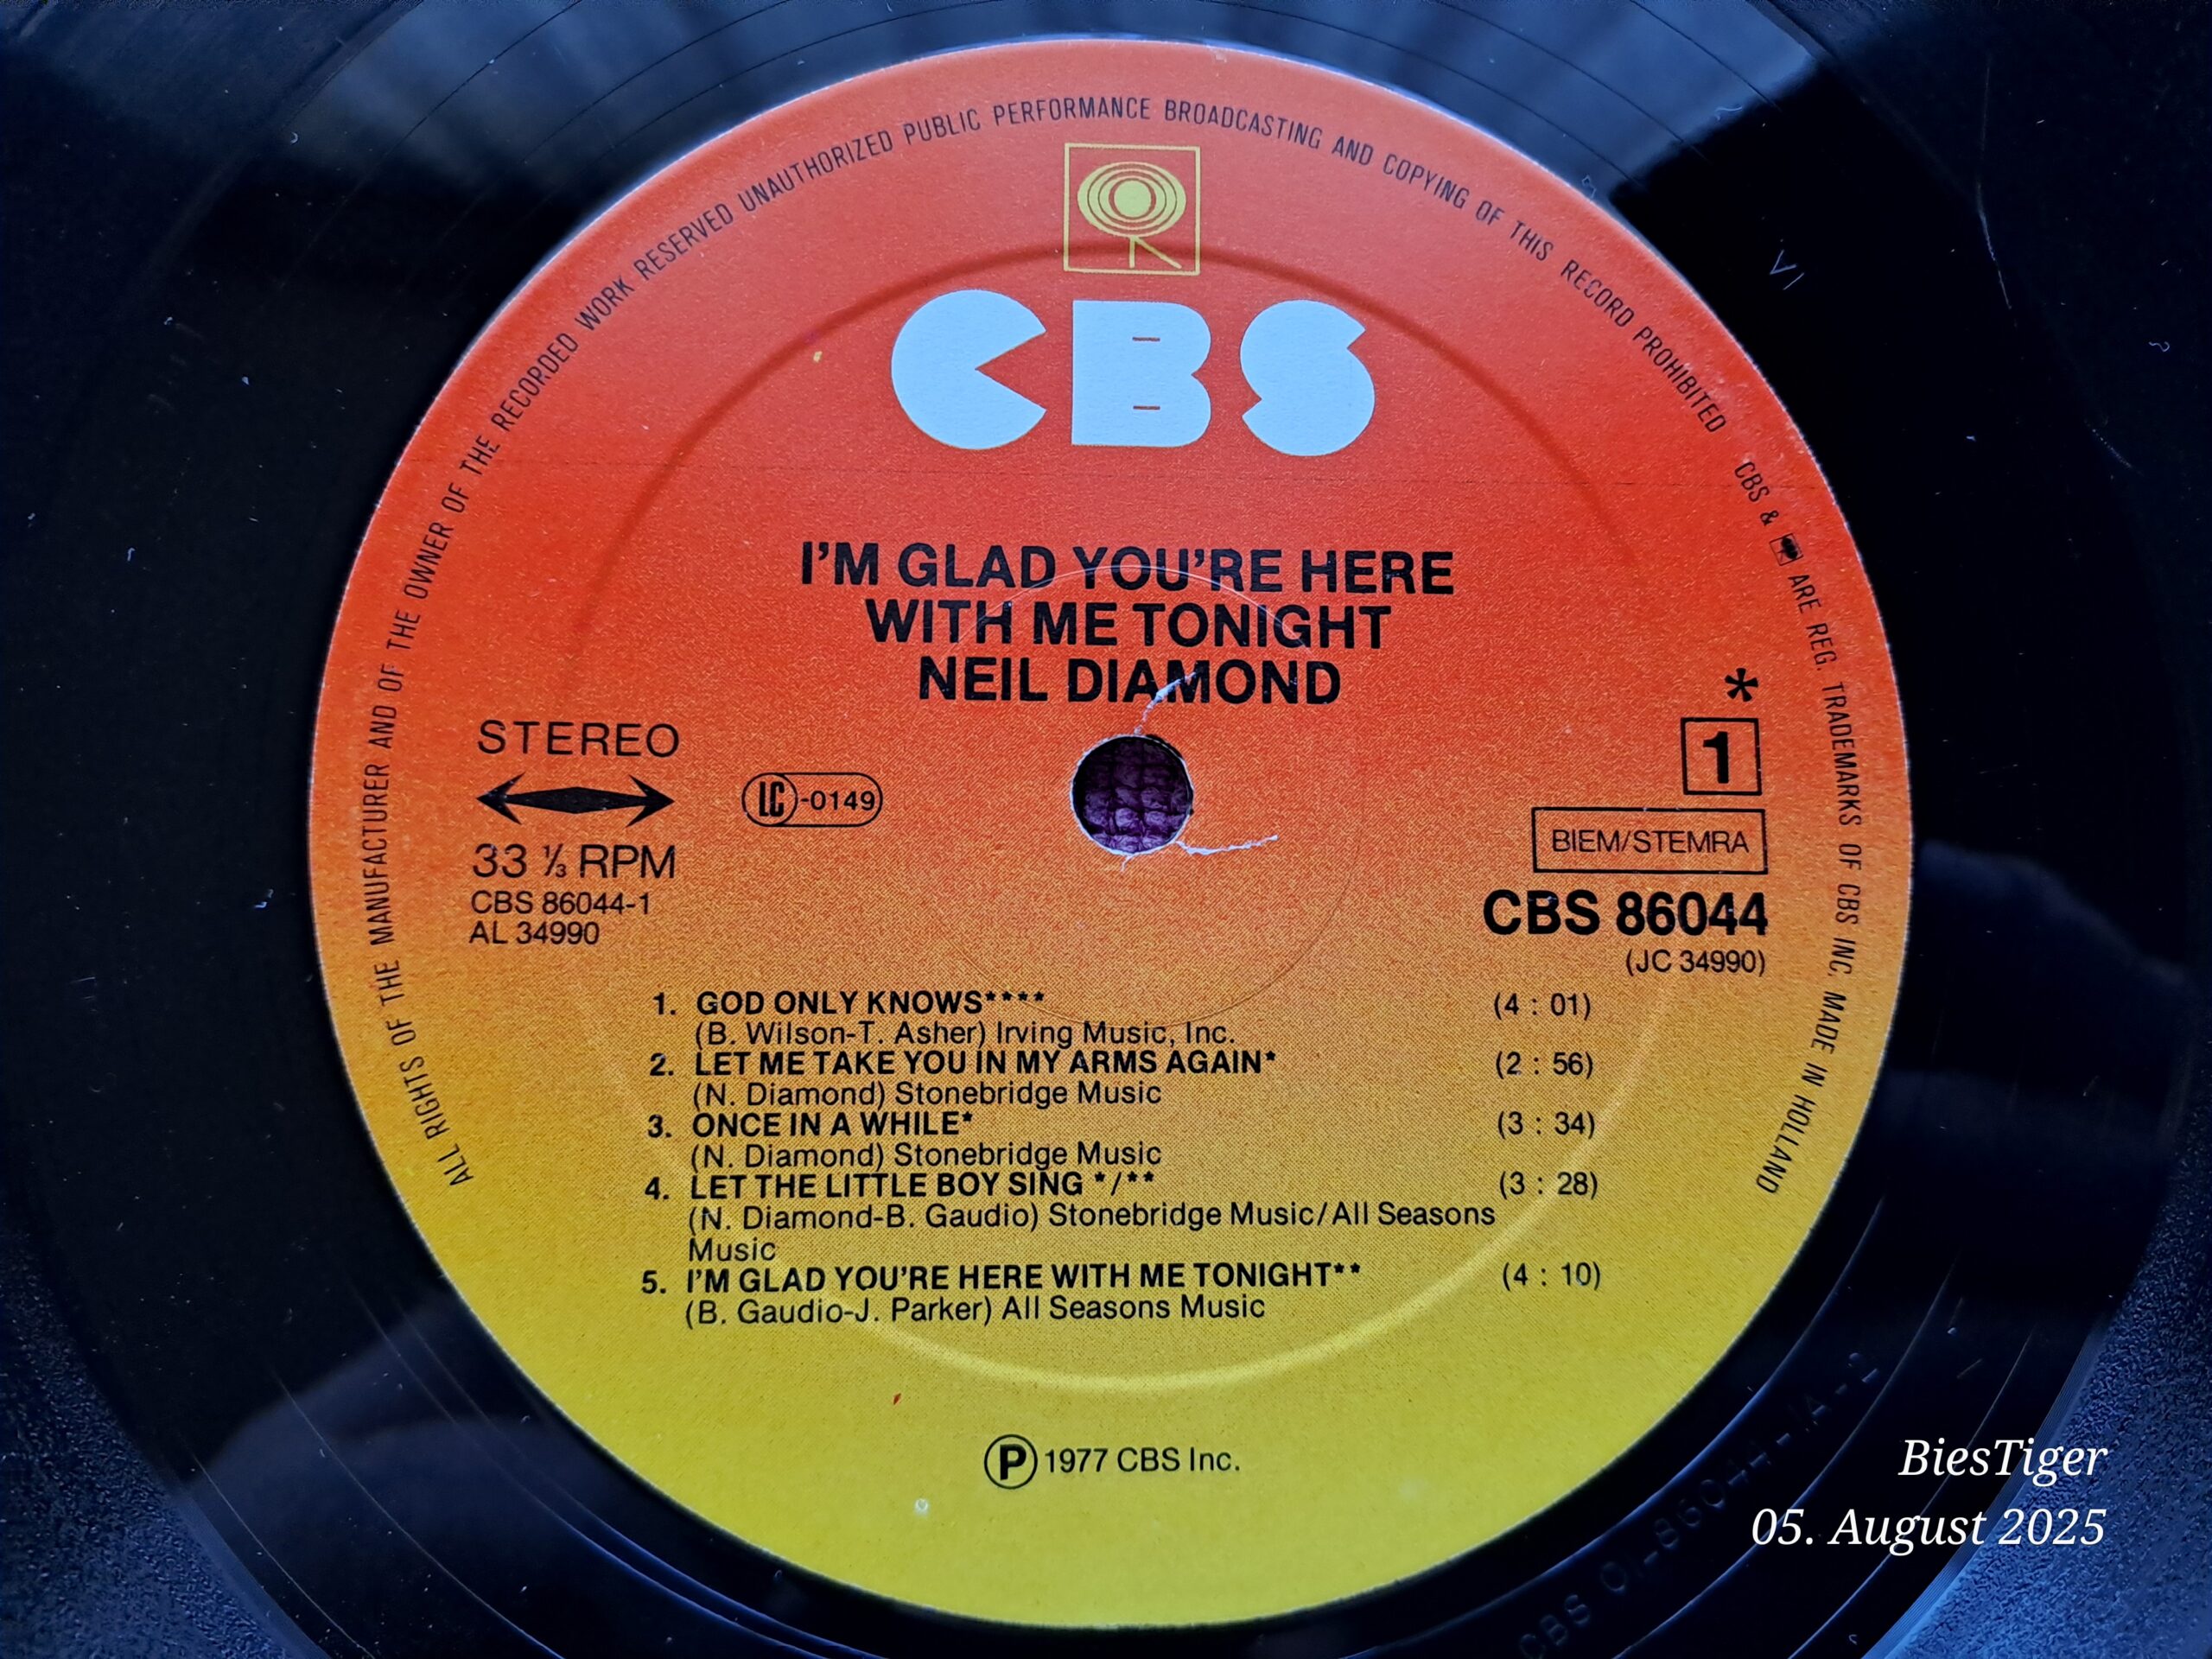 ALL RIGHTS OF THE MANUFACTURER AND OF THE OWNER OF THE RECORDED WORK RESERVED UNAUTHORIZED PUBLIC PERFORMANCE BROADCASTING AND COPYING OF THIS RECORD PROHIBITED CBS & ARE REG. TRADEMARKS OF CBS INC. MADE IN HOLLAND
CBS
I'M GLAD YOU'RE HERE
WITH ME TONIGHT
NEIL DIAMOND
STEREO
33 ⅓ RPM
CBS 86044-1
AL 34990
LC-0149
*
1
BIEM/STEMRA
CBS 86044
(JC 34990)
1. GOD ONLY KNOWS**** (4 : 01)
(B. Wilson-T. Asher) Irving Music, Inc.
2. LET ME TAKE YOU IN MY ARMS AGAIN* (2 : 56)
(N. Diamond) Stonebridge Music
3. ONCE IN A WHILE* (3 : 34)
(N. Diamond) Stonebridge Music
4. LET THE LITTLE BOY SING */** (3 : 28)
(N. Diamond-B. Gaudio) Stonebridge Music/All Seasons
Music
5. I'M GLAD YOU'RE HERE WITH ME TONIGHT** (4 : 10)
(B. Gaudio-J. Parker) All Seasons Music
℗ 1977 CBS Inc.
CBS 01-86044-1A-2
BiesTiger
05. August 2025